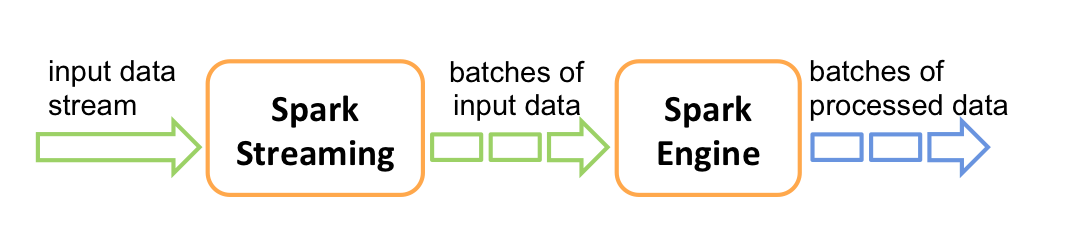 input data
stream
Spark
Streaming
batches of
input data
Spark
Engine
batches of
processed data